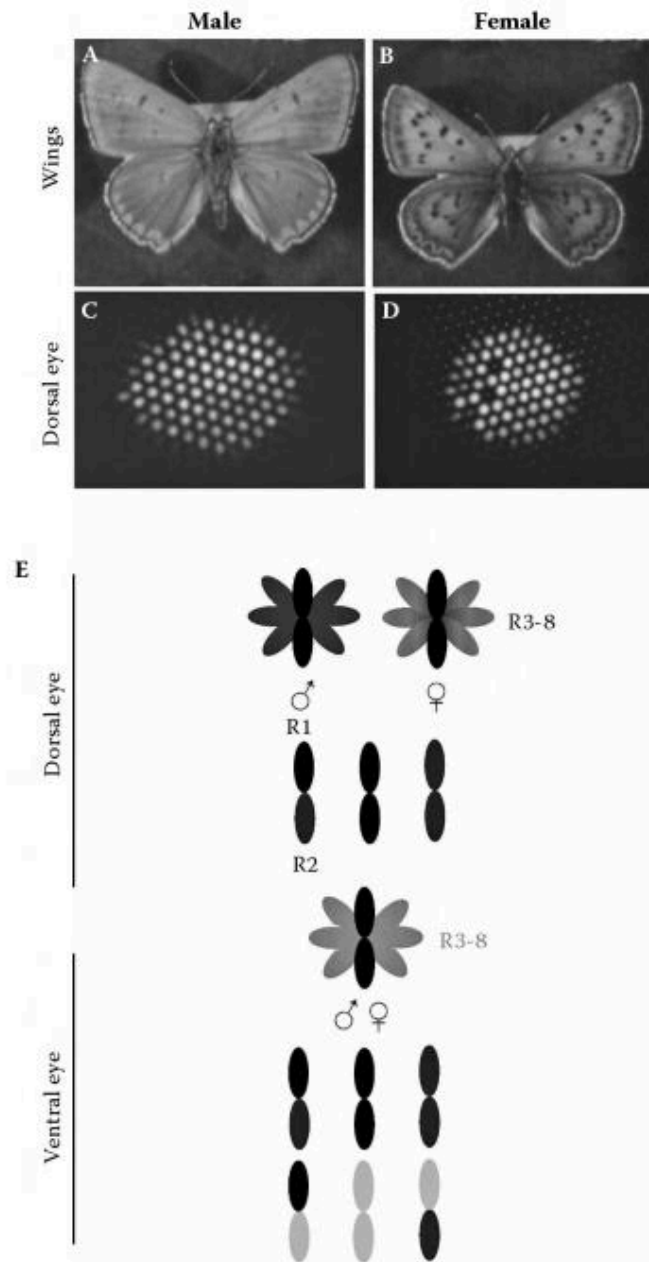 Male Female
Wings
A B
Dorsal eye
C D
E
Dorsal eye
R3-8
♂ ♀
R1
R2
Ventral eye
R3-8
♂ ♀